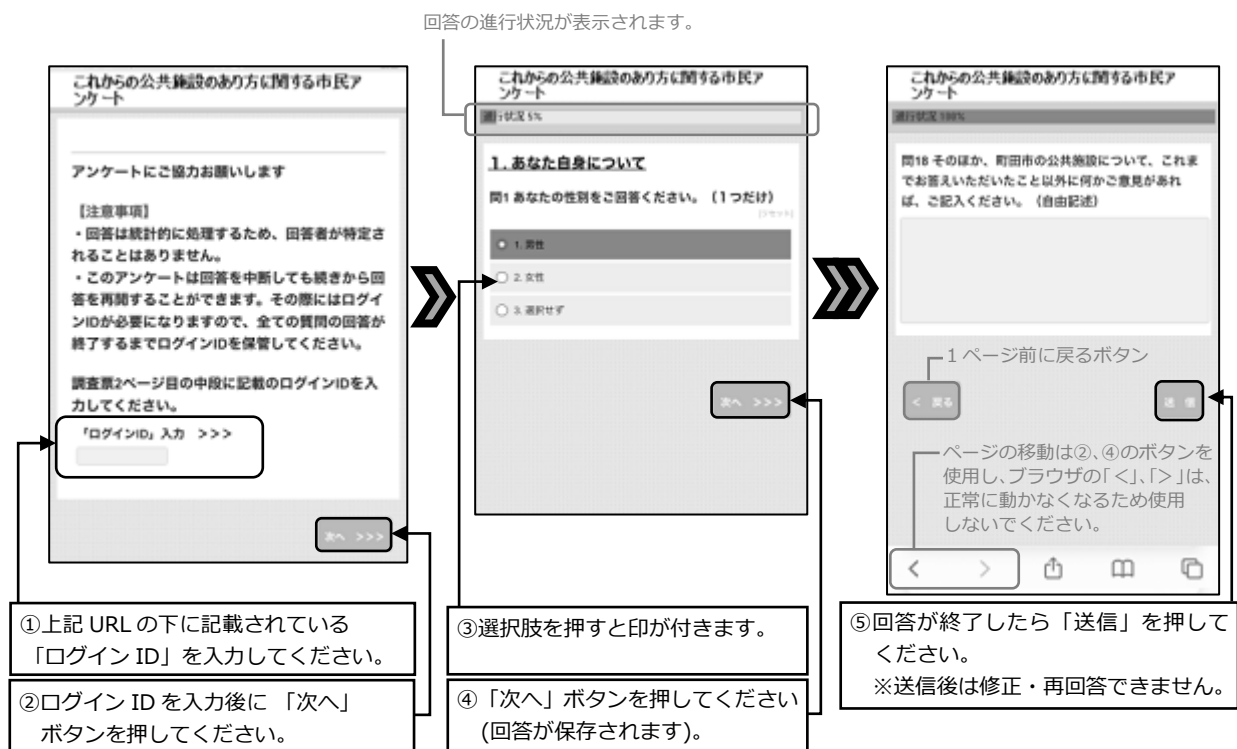 回答の進行状況が表示されます。
これからの公共施設のあり方に関する市民ア
ンケート
アンケートにご協力お願いします
【注意事項】
・回答は統計的に処理するため、回答者が特定さ
れることはありません。
・このアンケートは回答を中断しても続きから回
答を再開することができます。その際にはログイ
ンIDが必要になりますので、全ての質問の回答が
終了するまでログインIDを保管してください。
調査票2ページ目の中段に記載のログインIDを入
力してください。
「ログインID」入力 >>>
次へ >>>
①上記 URL の下に記載されている
「ログイン ID」を入力してください。
②ログイン ID を入力後に 「次へ」
ボタンを押してください。
これからの公共施設のあり方に関する市民ア
ンケート
進行状況 5%
1. あなた自身について
問1 あなたの性別をご回答ください。（1つだけ）
[リセット]
1. 男性
2. 女性
3. 選択せず
次へ >>>
③選択肢を押すと印が付きます。
④「次へ」ボタンを押してください
(回答が保存されます)。
これからの公共施設のあり方に関する市民ア
ンケート
進行状況 100%
問18 そのほか、町田市の公共施設について、これま
でお答えいただいたこと以外に何かご意見があれ
ば、ご記入ください。（自由記述）
１ページ前に戻るボタン
< 戻る
送 信
ページの移動は②、④のボタンを
使用し、ブラウザの「＜」、「＞」は、
正常に動かなくなるため使用
しないでください。
⑤回答が終了したら「送信」を押して
ください。
※送信後は修正・再回答できません。